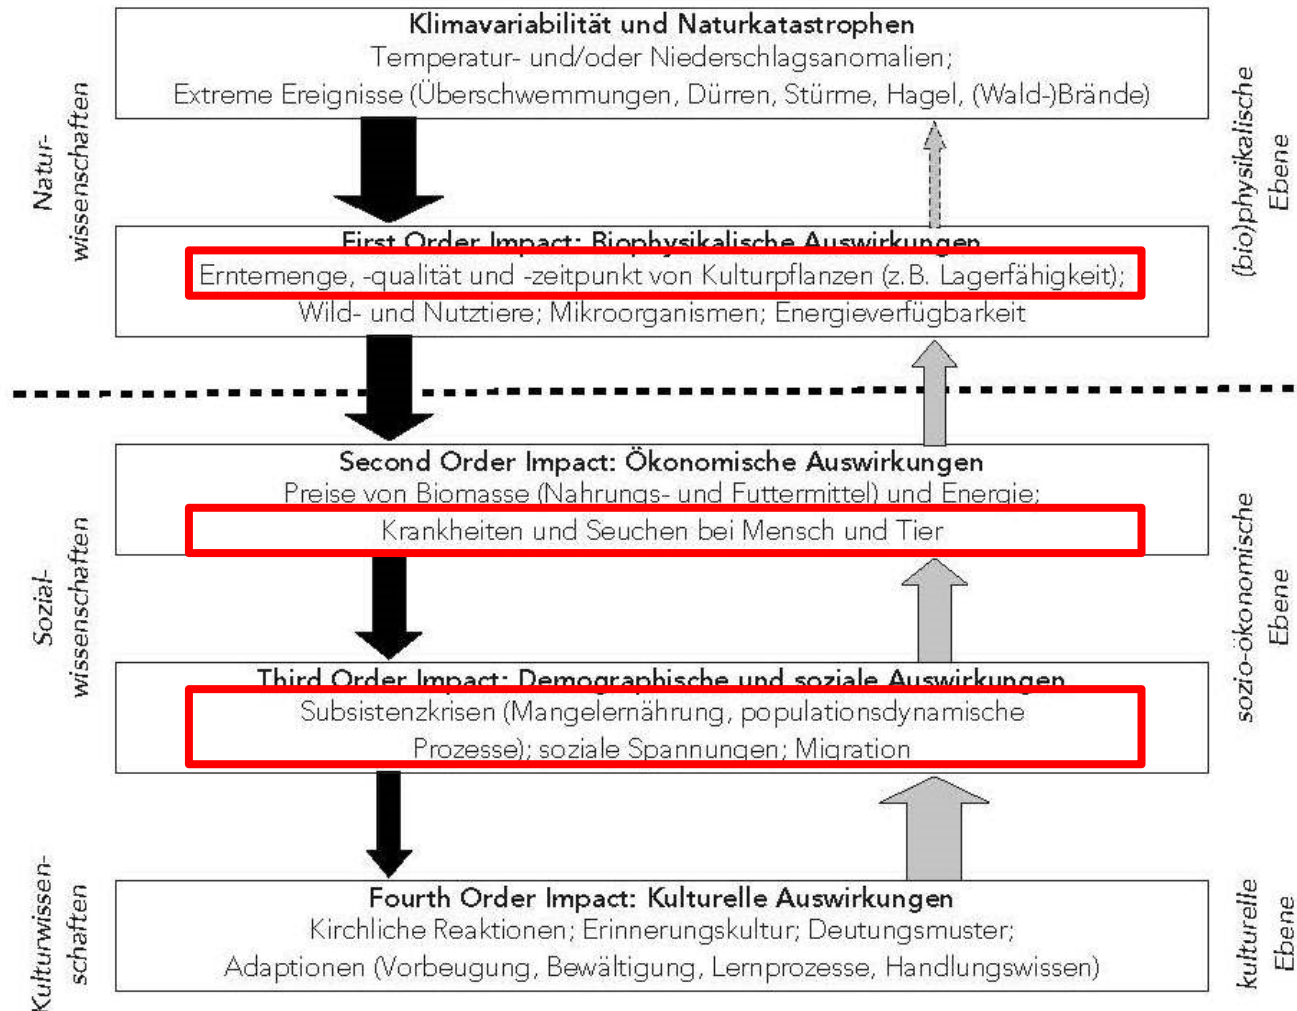 Klimavariabilität und Naturkatastrophen
Temperatur- und/oder Niederschlagsanomalien;
Extreme Ereignisse (Überschwemmungen, Dürren, Stürme, Hagel, (Wald-)Brände)
Natur-
wissenschaften
(bio)physikalische
Ebene
First Order Impact: Biophysikalische Auswirkungen
Erntemenge, -qualität und -zeitpunkt von Kulturpflanzen (z.B. Lagerfähigkeit);
Wild- und Nutztiere; Mikroorganismen; Energieverfügbarkeit
Second Order Impact: Ökonomische Auswirkungen
Preise von Biomasse (Nahrungs- und Futtermittel) und Energie;
Krankheiten und Seuchen bei Mensch und Tier
Sozial-
wissenschaften
sozio-ökonomische
Ebene
Third Order Impact: Demographische und soziale Auswirkungen
Subsistenzkrisen (Mangelernährung, populationsdynamische
Prozesse); soziale Spannungen; Migration
Fourth Order Impact: Kulturelle Auswirkungen
Kirchliche Reaktionen; Erinnerungskultur; Deutungsmuster;
Adaptionen (Vorbeugung, Bewältigung, Lernprozesse, Handlungswissen)
Kulturwissen-
schaften
kulturelle
Ebene